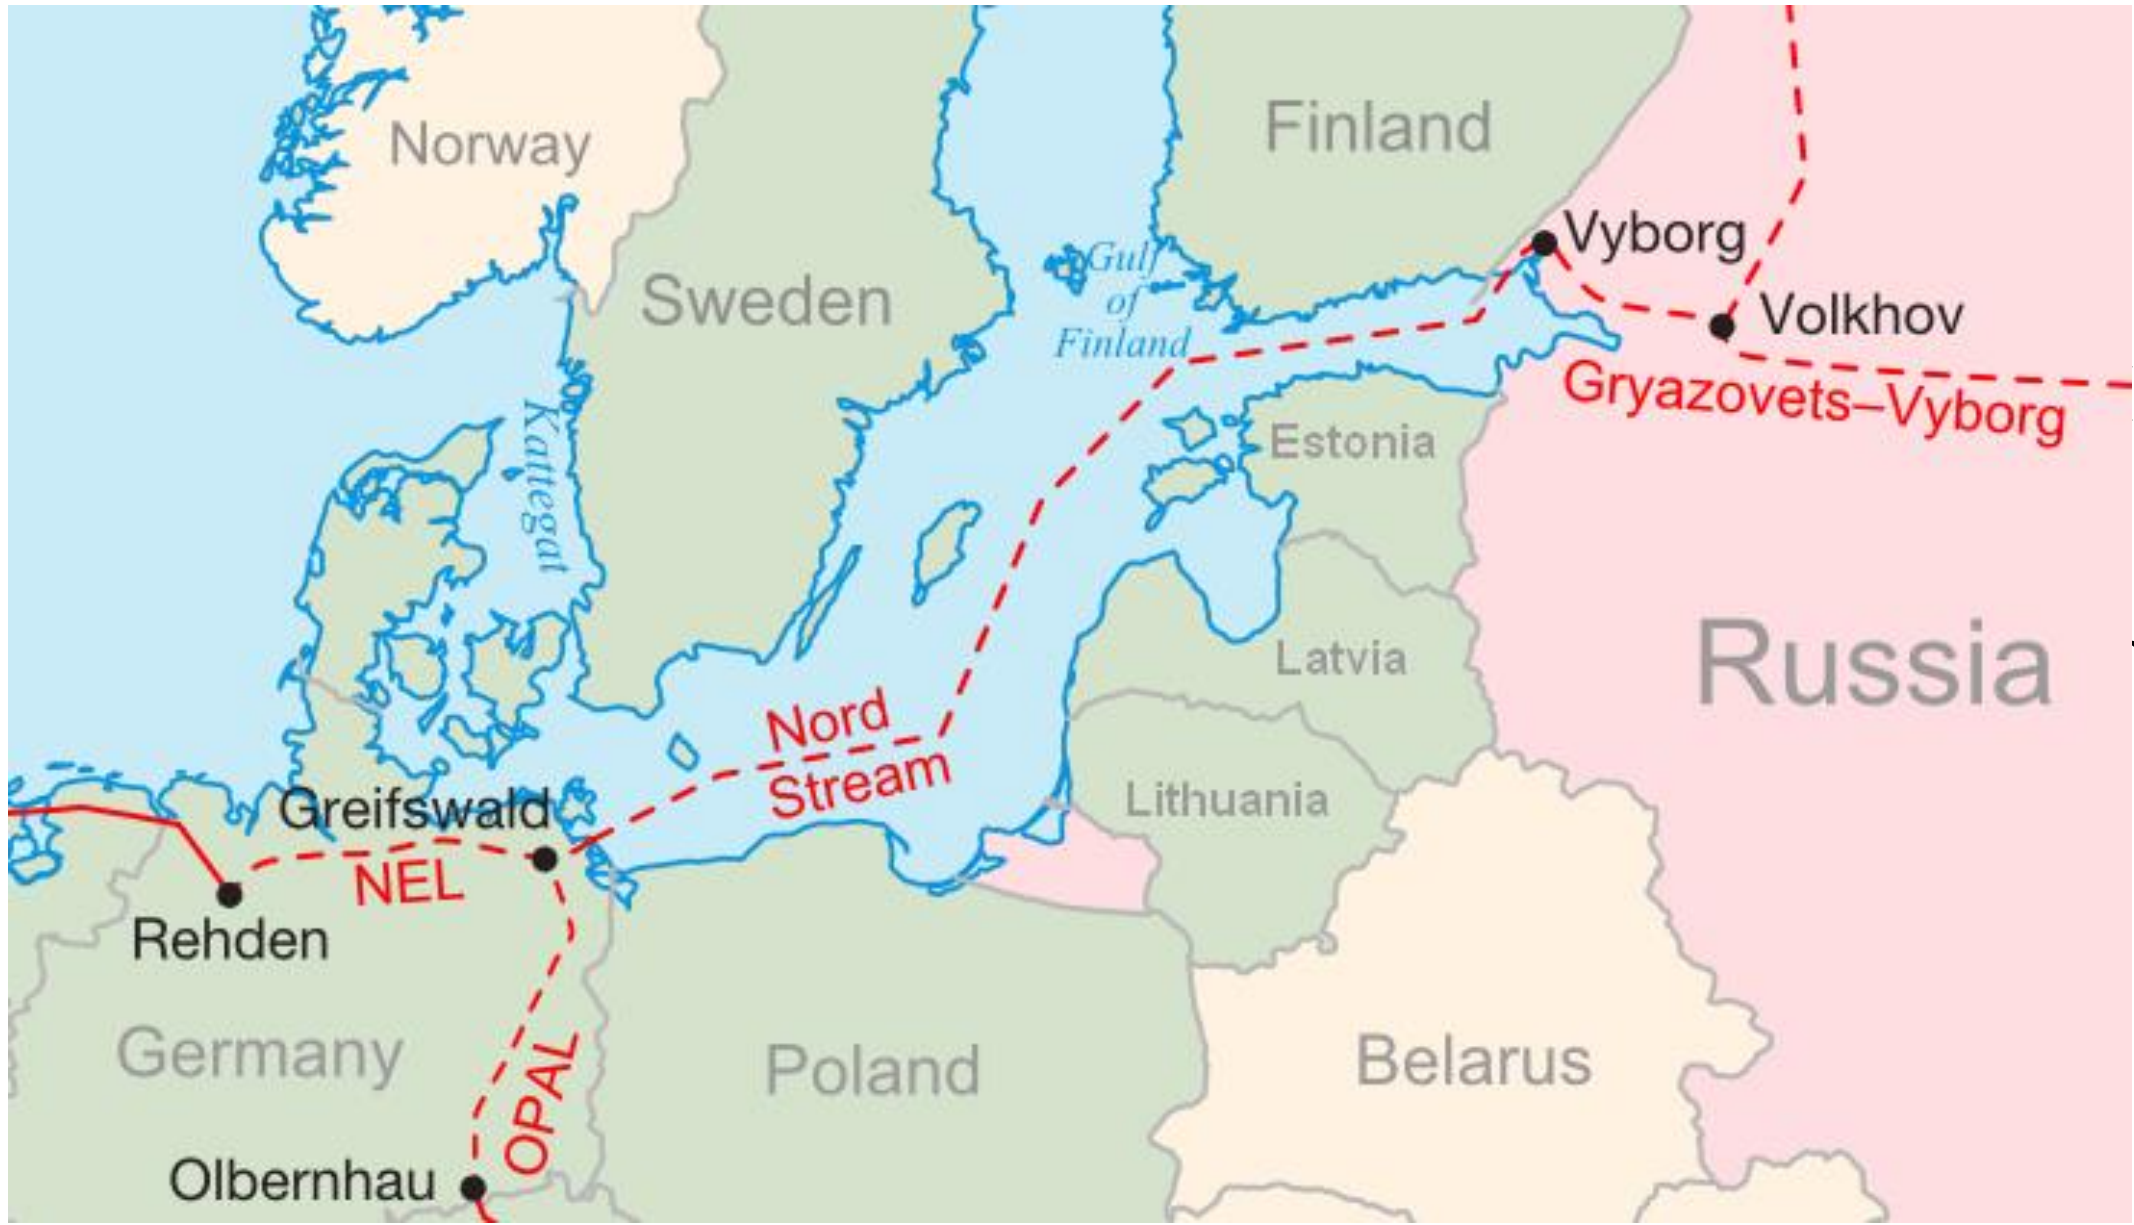 Finland
Norway
Vyborg
Gulf
of
Finland
Sweden
Volkhov
Gryazovets–Vyborg
Kattegat
Estonia
Latvia
Russia
Nord
Stream
Lithuania
Greifswald
NEL
Rehden
Germany
Poland
Belarus
OPAL
Olbernhau